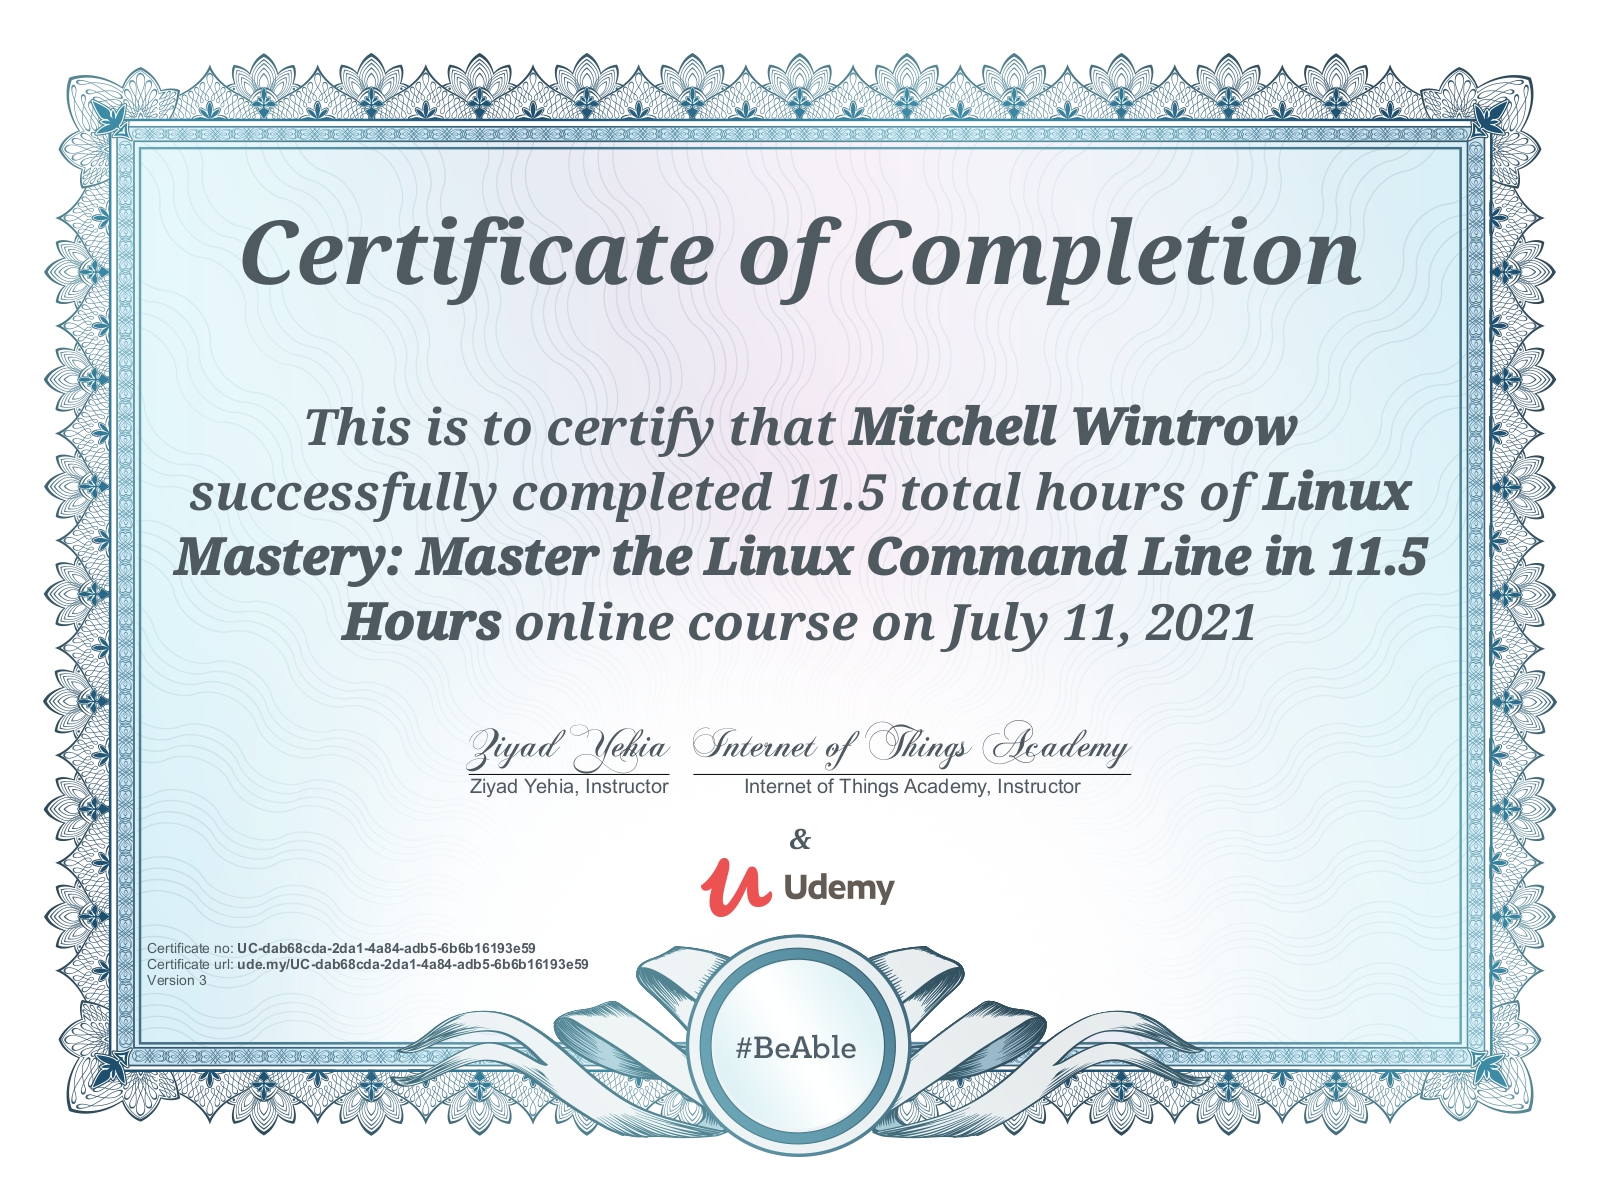 Certificate of Completion
This is to certify that Mitchell Wintrow
successfully completed 11.5 total hours of Linux
Mastery: Master the Linux Command Line in 11.5
Hours online course on July 11, 2021
Ziyad Yehia
Internet of Things Academy
Ziyad Yehia, Instructor
Internet of Things Academy, Instructor
&
Udemy
Certificate no: UC-dab68cda-2da1-4a84-adb5-6b6b16193e59
Certificate url: ude.my/UC-dab68cda-2da1-4a84-adb5-6b6b16193e59
Version 3
#BeAble